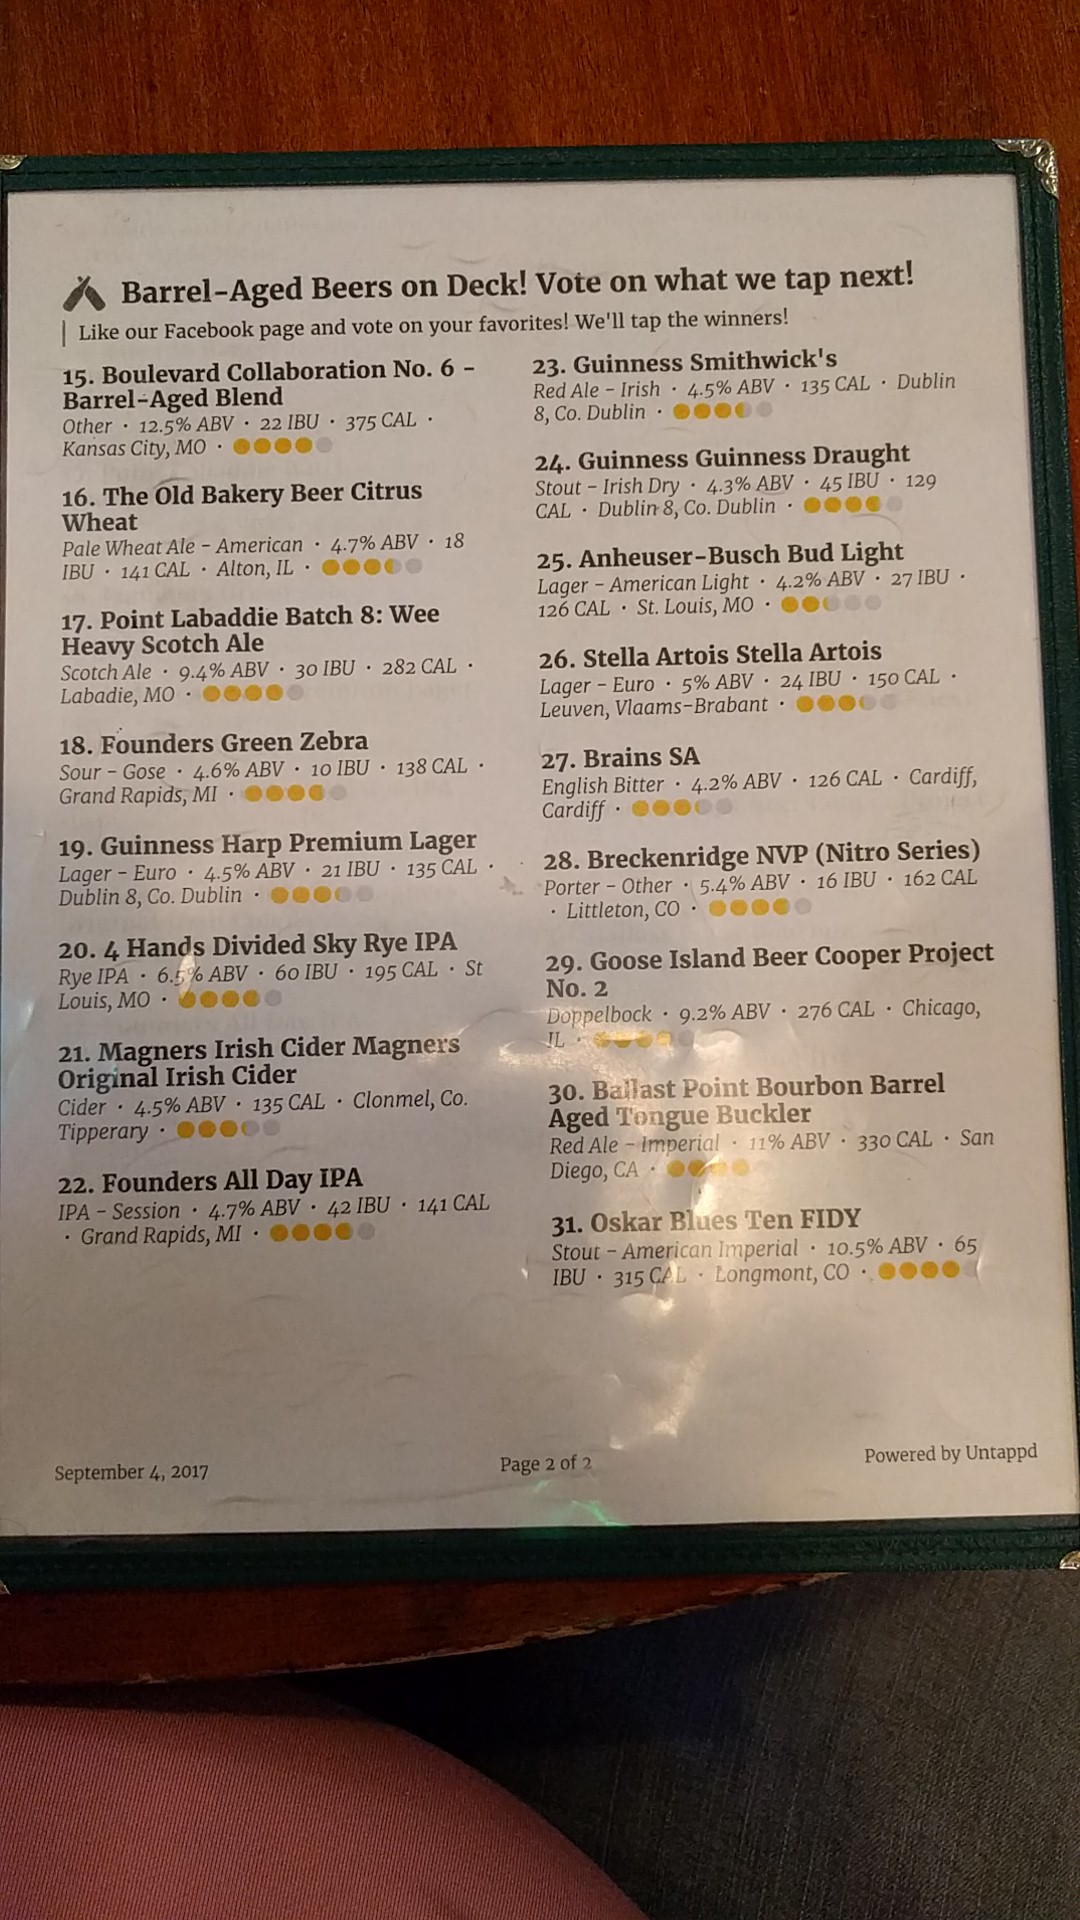 Barrel-Aged Beers on Deck! Vote on what we tap next!
Like our Facebook page and vote on your favorites! We'll tap the winners!
15. Boulevard Collaboration No. 6 -
Barrel-Aged Blend
Other · 12.5% ABV · 22 IBU · 375 CAL ·
Kansas City, MO ·
16. The Old Bakery Beer Citrus
Wheat
Pale Wheat Ale - American · 4.7% ABV · 18
IBU · 141 CAL · Alton, IL ·
17. Point Labaddie Batch 8: Wee
Heavy Scotch Ale
Scotch Ale · 9.4% ABV · 30 IBU · 282 CAL ·
Labadie, MO ·
18. Founders Green Zebra
Sour - Gose · 4.6% ABV · 10 IBU · 138 CAL ·
Grand Rapids, MI ·
19. Guinness Harp Premium Lager
Lager - Euro · 4.5% ABV · 21 IBU · 135 CAL ·
Dublin 8, Co. Dublin ·
20. 4 Hands Divided Sky Rye IPA
Rye IPA · 6.5% ABV · 60 IBU · 195 CAL · St
Louis, MO ·
21. Magners Irish Cider Magners
Original Irish Cider
Cider · 4.5% ABV · 135 CAL · Clonmel, Co.
Tipperary ·
22. Founders All Day IPA
IPA - Session · 4.7% ABV · 42 IBU · 141 CAL
· Grand Rapids, MI ·
23. Guinness Smithwick's
Red Ale - Irish · 4.5% ABV · 135 CAL · Dublin
8, Co. Dublin ·
24. Guinness Guinness Draught
Stout - Irish Dry · 4.3% ABV · 45 IBU · 129
CAL · Dublin 8, Co. Dublin ·
25. Anheuser-Busch Bud Light
Lager - American Light · 4.2% ABV · 27 IBU ·
126 CAL · St. Louis, MO ·
26. Stella Artois Stella Artois
Lager - Euro · 5% ABV · 24 IBU · 150 CAL ·
Leuven, Vlaams-Brabant ·
27. Brains SA
English Bitter · 4.2% ABV · 126 CAL · Cardiff,
Cardiff ·
28. Breckenridge NVP (Nitro Series)
Porter - Other · 5.4% ABV · 16 IBU · 162 CAL
· Littleton, CO ·
29. Goose Island Beer Cooper Project
No. 2
Doppelbock · 9.2% ABV · 276 CAL · Chicago,
IL ·
30. Ballast Point Bourbon Barrel
Aged Tongue Buckler
Red Ale - Imperial · 11% ABV · 330 CAL · San
Diego, CA ·
31. Oskar Blues Ten FIDY
Stout - American Imperial · 10.5% ABV · 65
IBU · 315 CAL · Longmont, CO ·
September 4, 2017
Page 2 of 2
Powered by Untappd